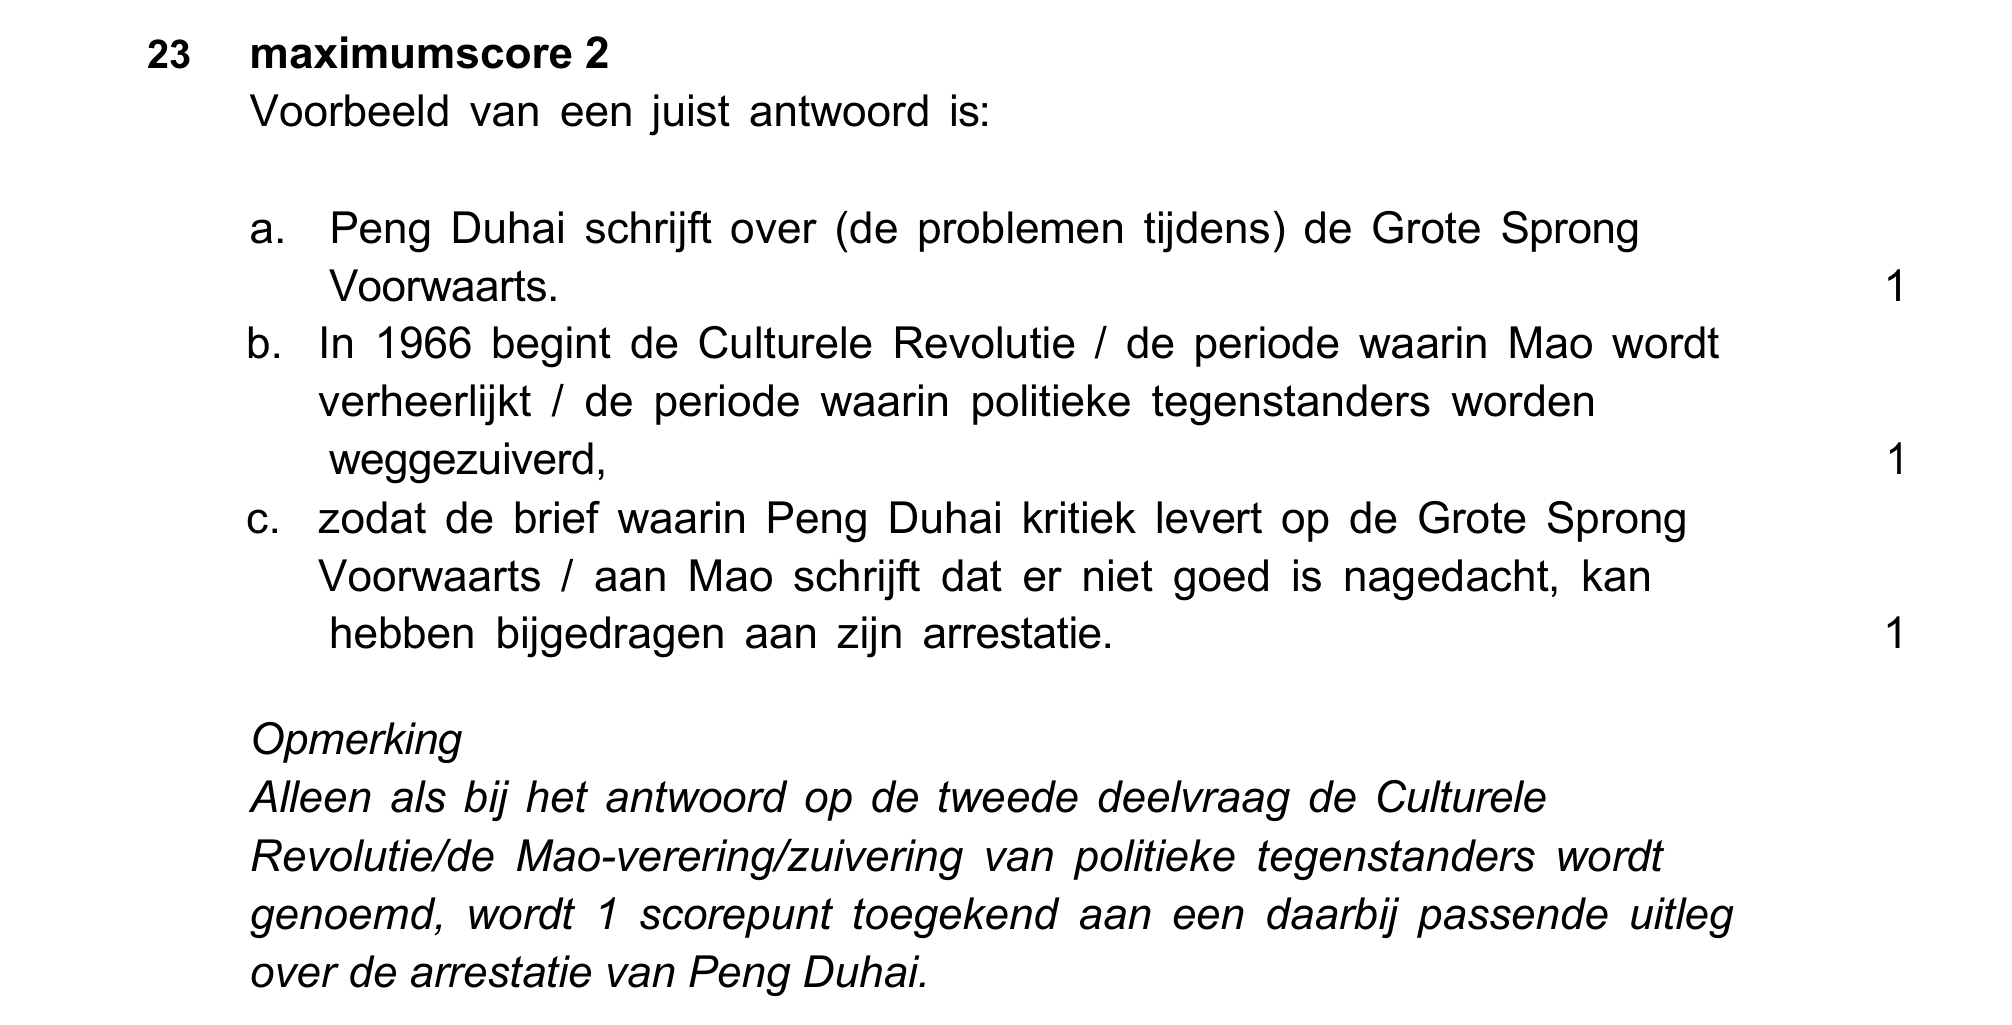 23 maximumscore 2
Voorbeeld van een juist antwoord is:
a. Peng Duhai schrijft over (de problemen tijdens) de Grote Sprong
Voorwaarts. 1
b. In 1966 begint de Culturele Revolutie / de periode waarin Mao wordt
verheerlijkt / de periode waarin politieke tegenstanders worden
weggezuiverd, 1
c. zodat de brief waarin Peng Duhai kritiek levert op de Grote Sprong
Voorwaarts / aan Mao schrijft dat er niet goed is nagedacht, kan
hebben bijgedragen aan zijn arrestatie. 1
Opmerking
Alleen als bij het antwoord op de tweede deelvraag de Culturele
Revolutie/de Mao-verering/zuivering van politieke tegenstanders wordt
genoemd, wordt 1 scorepunt toegekend aan een daarbij passende uitleg
over de arrestatie van Peng Duhai.